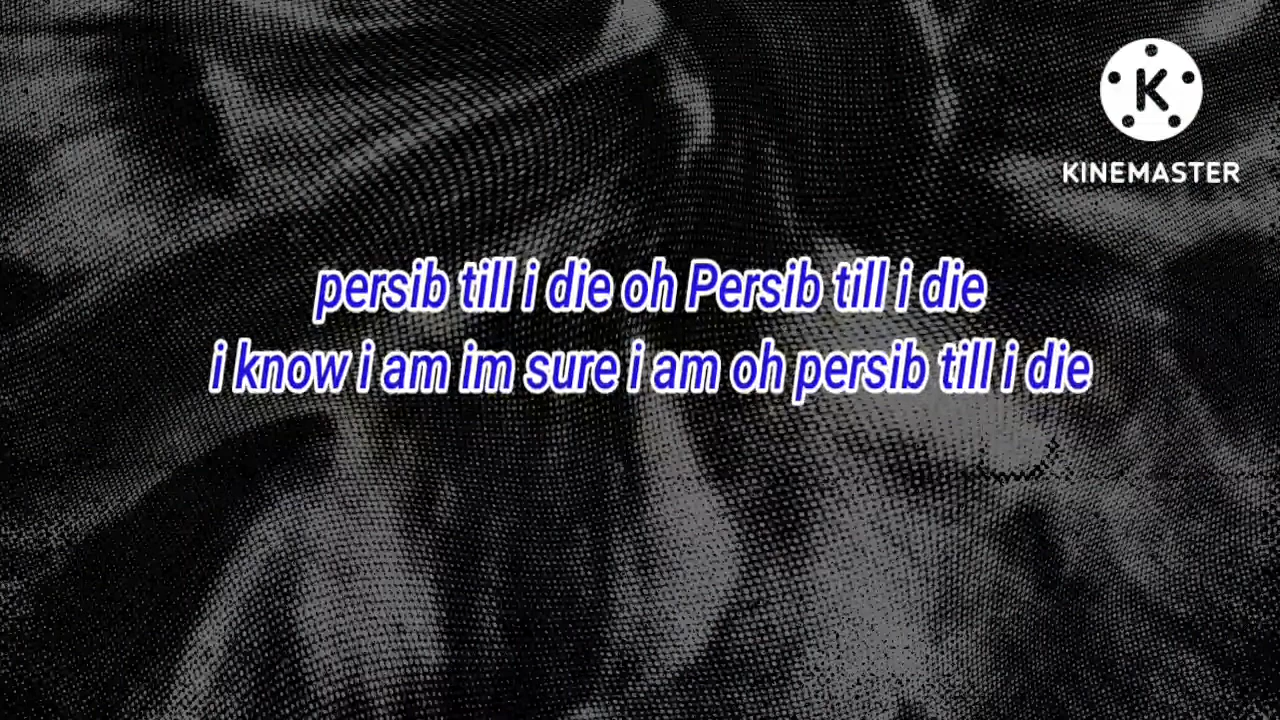 K
KINEMASTER
persib till i die oh Persib till i die
i know i am im sure i am oh persib till i die